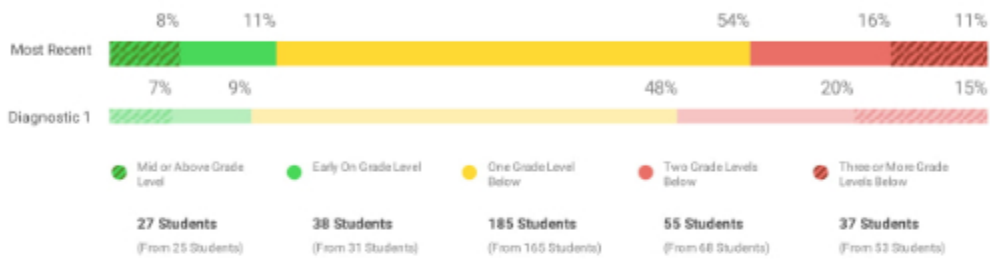 8% 11% 54% 16% 11%
Most Recent
7% 9% 48% 20% 15%
Diagnostic 1
Mid or Above Grade
Level
Early On Grade Level
One Grade Level
Below
Two Grade Levels
Below
Three or More Grade
Levels Below
27 Students
(From 25 Students)
38 Students
(From 31 Students)
185 Students
(From 165 Students)
55 Students
(From 68 Students)
37 Students
(From 53 Students)